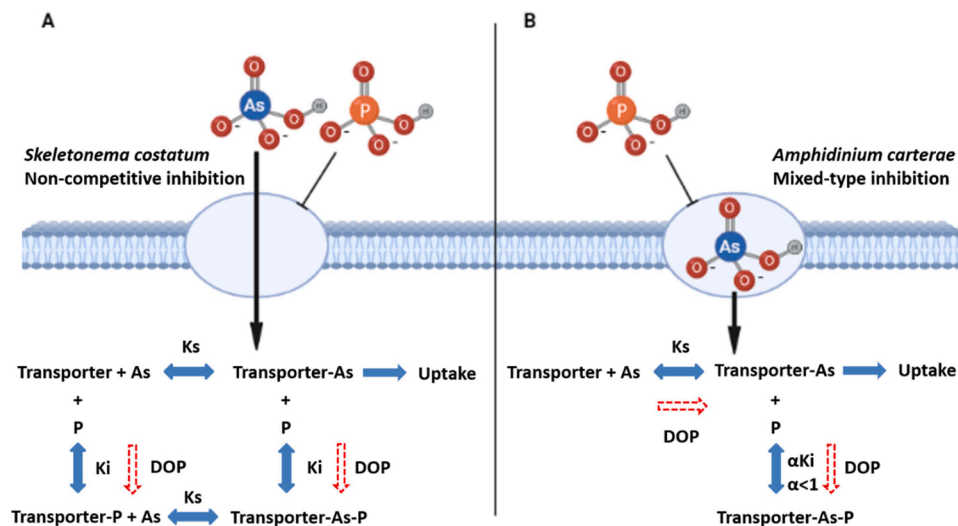 A
O
As
O
H
O
-
O
-
O
P
O
H
O
-
O
-
Skeletonema costatum
Non-competitive inhibition
Ks
Transporter + As
Transporter-As
Uptake
+
+
P
P
Ki
DOP
Ki
DOP
Ks
Transporter-P + As
Transporter-As-P
B
O
P
O
H
O
-
O
-
Amphidinium carterae
Mixed-type inhibition
O
As
O
H
O
-
O
-
Ks
Transporter + As
Transporter-As
Uptake
DOP
+
P
αKi
α<1
DOP
Transporter-As-P